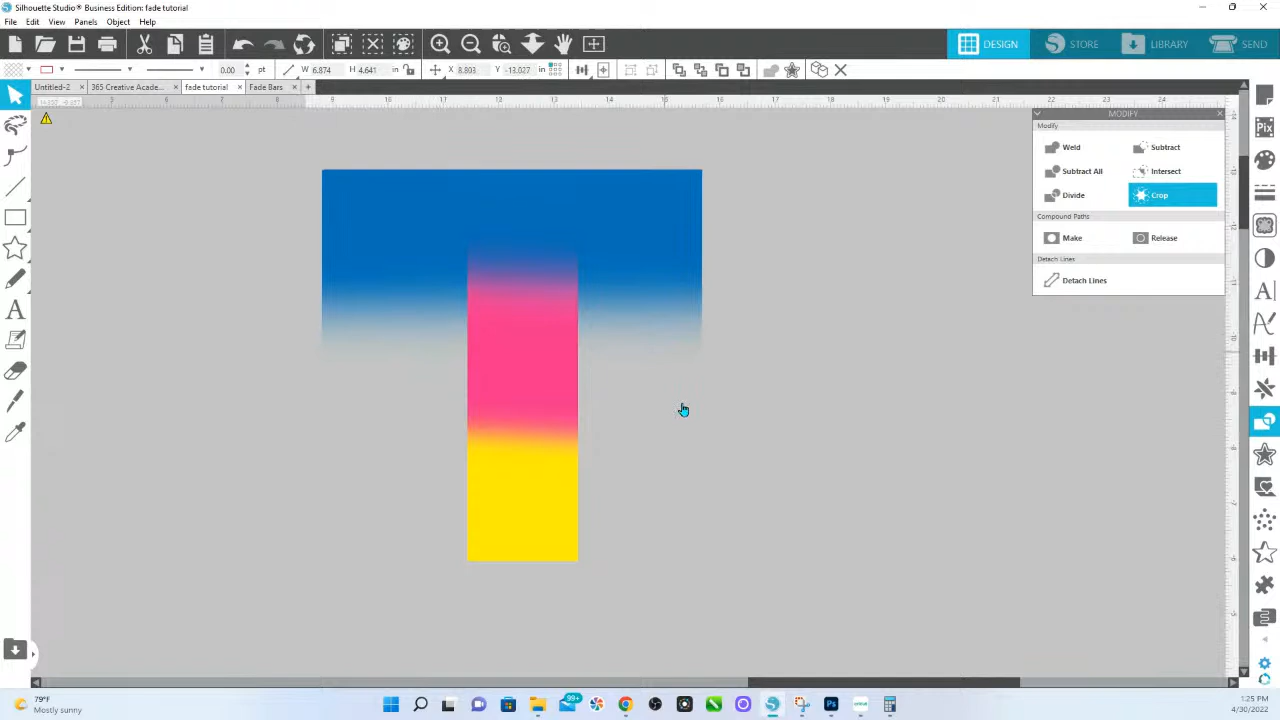 Silhouette Studio® Business Edition: fade tutorial
File Edit View Panels Object Help
DESIGN STORE LIBRARY SEND
0.00 pt W 6.874 H 4.641 in X 8.803 Y -13.027
Untitled-2 365 Creative Acade... fade tutorial Fade Bars
MODIFY
Modify
Weld Subtract
Subtract All Intersect
Divide Crop
Compound Paths
Make Release
Detach Lines
Detach Lines
Pix
79°F
Mostly sunny
99+
1:25 PM
4/30/2022